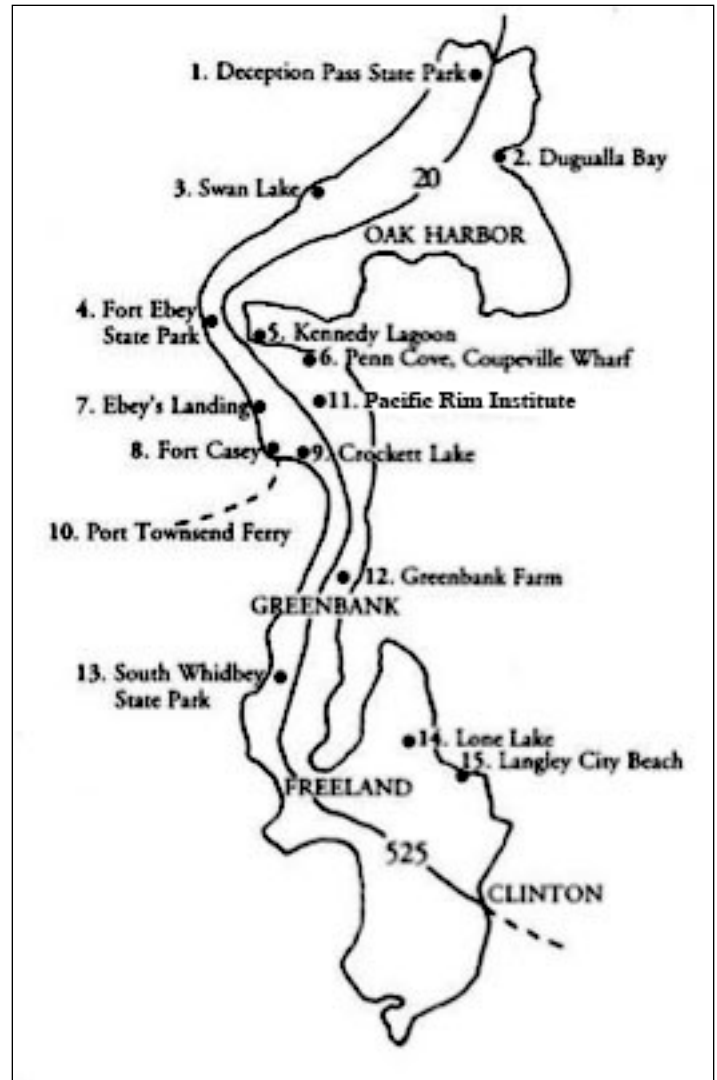 1. Deception Pass State Park
2. Dugualla Bay
3. Swan Lake
20
OAK HARBOR
4. Fort Ebey
State Park
5. Kennedy Lagoon
6. Penn Cove, Coupeville Wharf
7. Ebey's Landing
11. Pacific Rim Institute
8. Fort Casey
9. Crockett Lake
10. Port Townsend Ferry
12. Greenbank Farm
GREENBANK
13. South Whidbey
State Park
14. Lone Lake
15. Langley City Beach
FREELAND
525
CLINTON